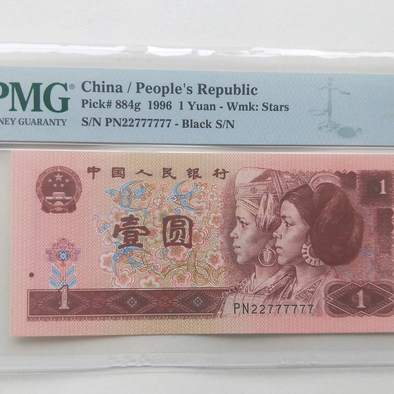 PMG
NEY GUARANTY
China / People's Republic
Pick# 884g 1996 1 Yuan - Wmk: Stars
S/N PN22777777 - Black S/N
中国人民银行
1
壹圆
PN22777777
1
1